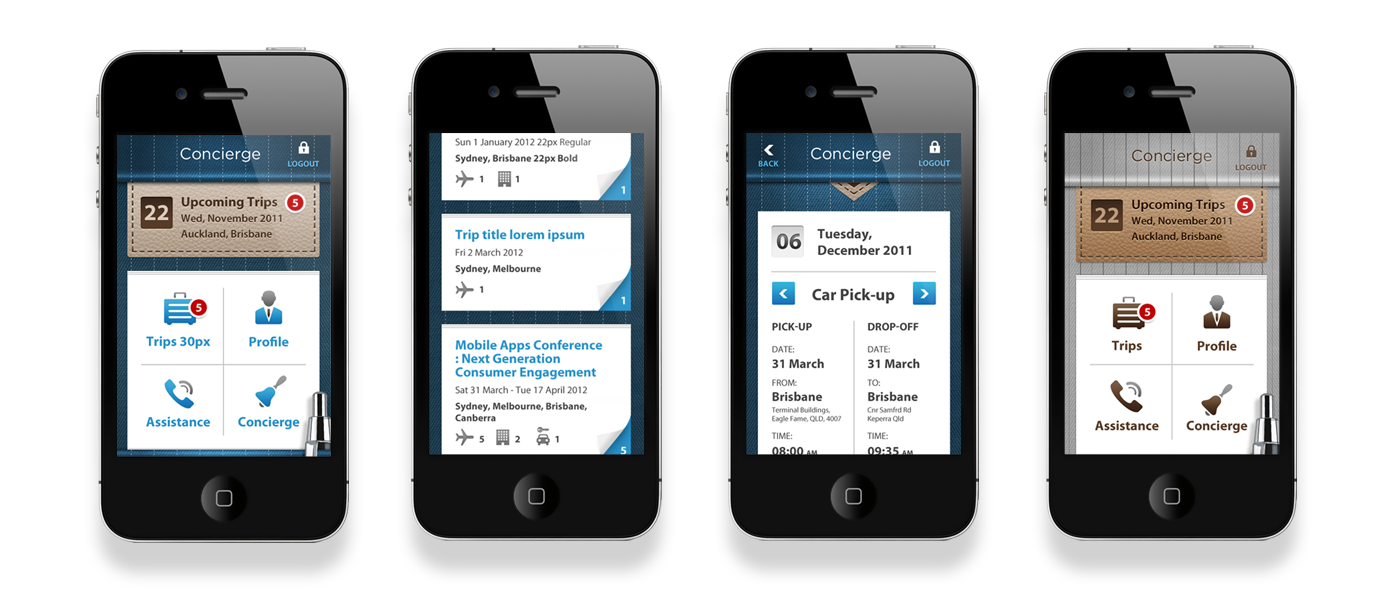 Concierge
LOGOUT
22
Upcoming Trips
5
Wed, November 2011
Auckland, Brisbane
5
Trips 30px
Profile
Assistance
Concierge
Sun 1 January 2012 22px Regular
Sydney, Brisbane 22px Bold
1
1
1
Trip title lorem ipsum
Fri 2 March 2012
Sydney, Melbourne
1
1
Mobile Apps Conference
: Next Generation
Consumer Engagement
Sat 31 March - Tue 17 April 2012
Sydney, Melbourne, Brisbane,
Canberra
5
2
1
5
BACK
Concierge
LOGOUT
06
Tuesday,
December 2011
Car Pick-up
PICK-UP
DATE:
31 March
FROM:
Brisbane
Terminal Buildings,
Eagle Fame, QLD, 4007
TIME:
08:00 AM
DROP-OFF
DATE:
31 March
TO:
Brisbane
Cnr Samfrd Rd
Keperra Qld
TIME:
09:35 AM
Concierge
LOGOUT
22
Upcoming Trips
5
Wed, November 2011
Auckland, Brisbane
5
Trips
Profile
Assistance
Concierge